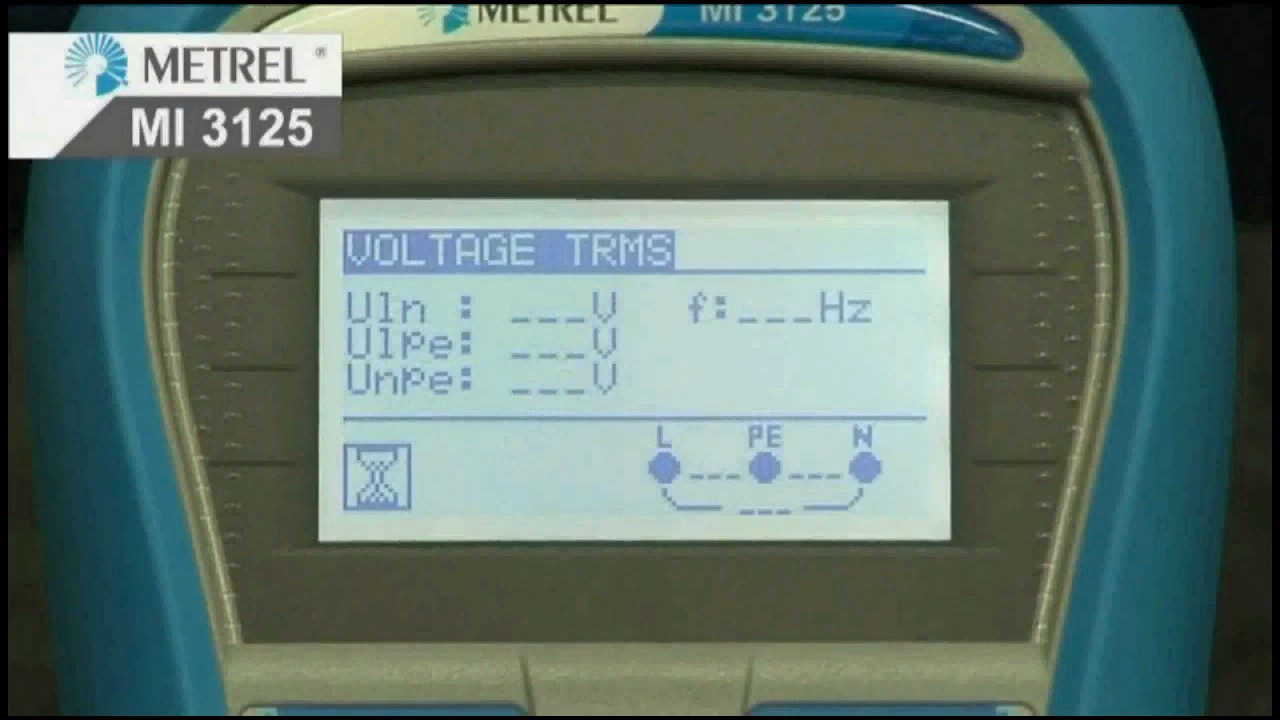 METREL MI 3125
METREL ®
MI 3125
VOLTAGE TRMS
Uln : ___V f:___Hz
Ulpe: ___V
Unpe: ___V
L PE N